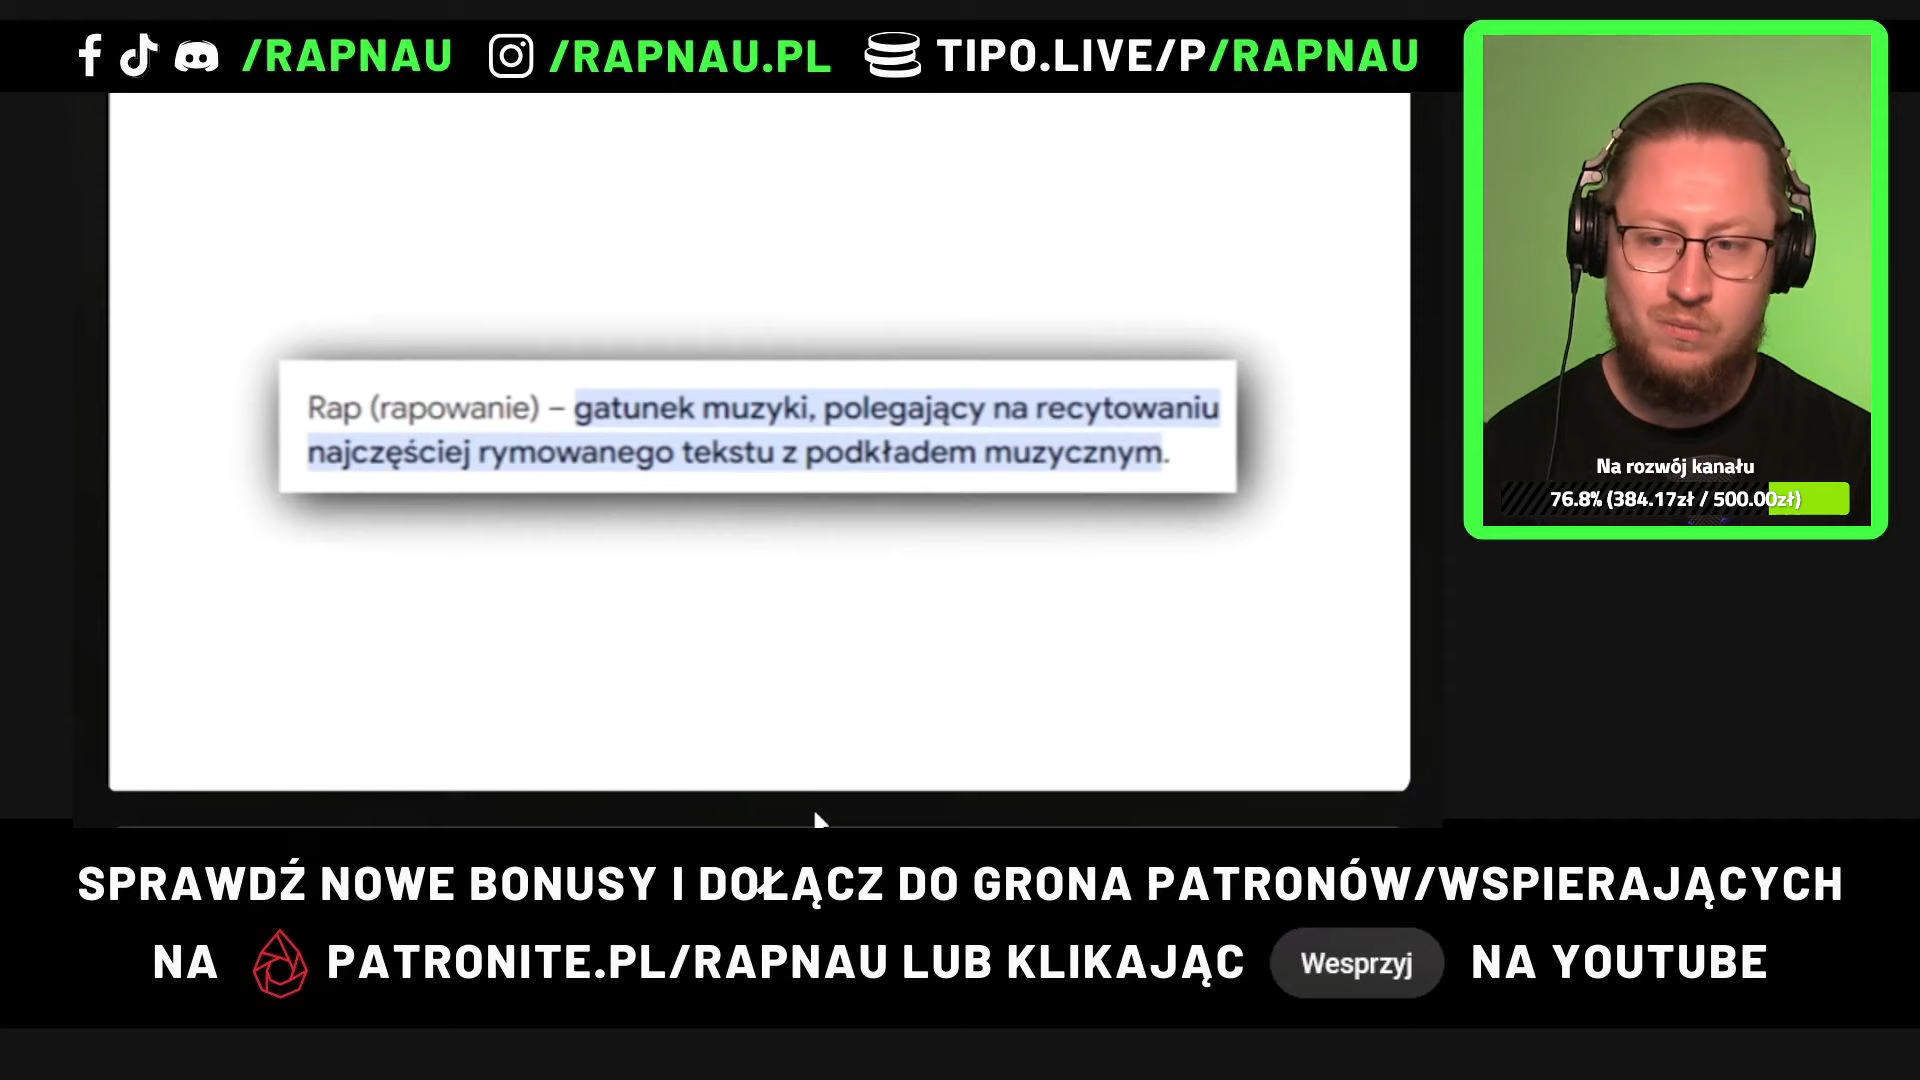 /RAPNAU /RAPNAU.PL TIPO.LIVE/P/RAPNAU
Rap (rapowanie) – gatunek muzyki, polegający na recytowaniu
najczęściej rymowanego tekstu z podkładem muzycznym.
Na rozwój kanału
76.8% (384.17zł / 500.00zł)
SPRAWDŹ NOWE BONUSY I DOŁĄCZ DO GRONA PATRONÓW/WSPIERAJĄCYCH
NA PATRONITE.PL/RAPNAU LUB KLIKAJĄC Wesprzyj NA YOUTUBE